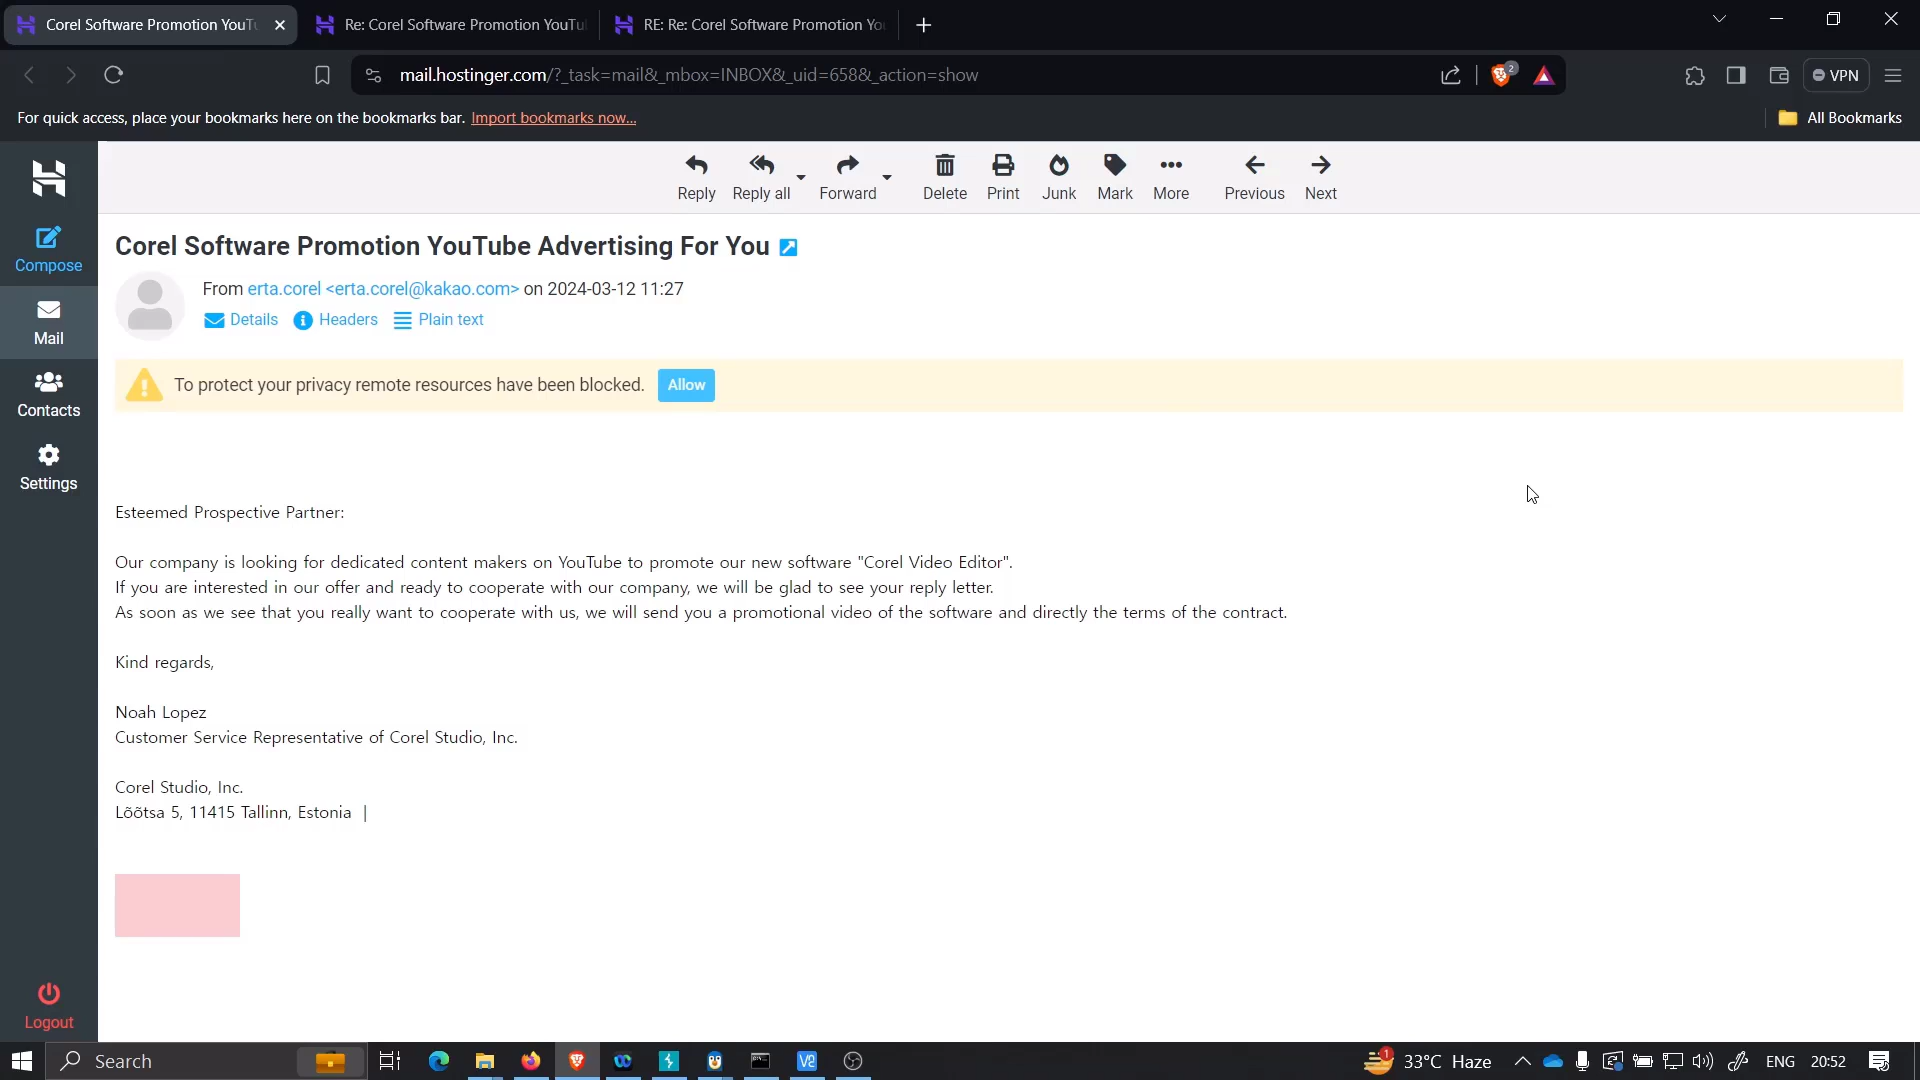 Corel Software Promotion YouT
Re: Corel Software Promotion YouTu
RE: Re: Corel Software Promotion Yo
mail.hostinger.com/?_task=mail&_mbox=INBOX&_uid=658&_action=show
2
VPN
For quick access, place your bookmarks here on the bookmarks bar. Import bookmarks now...
All Bookmarks
Reply
Reply all
Forward
Delete
Print
Junk
Mark
More
Previous
Next
Compose
Mail
Contacts
Settings
Logout
Corel Software Promotion YouTube Advertising For You
From erta.corel <erta.corel@kakao.com> on 2024-03-12 11:27
Details Headers Plain text
To protect your privacy remote resources have been blocked. Allow
Esteemed Prospective Partner:
Our company is looking for dedicated content makers on YouTube to promote our new software "Corel Video Editor".
If you are interested in our offer and ready to cooperate with our company, we will be glad to see your reply letter.
As soon as we see that you really want to cooperate with us, we will send you a promotional video of the software and directly the terms of the contract.
Kind regards,
Noah Lopez
Customer Service Representative of Corel Studio, Inc.
Corel Studio, Inc.
Lõõtsa 5, 11415 Tallinn, Estonia |
Search
1
33°C Haze
ENG
20:52